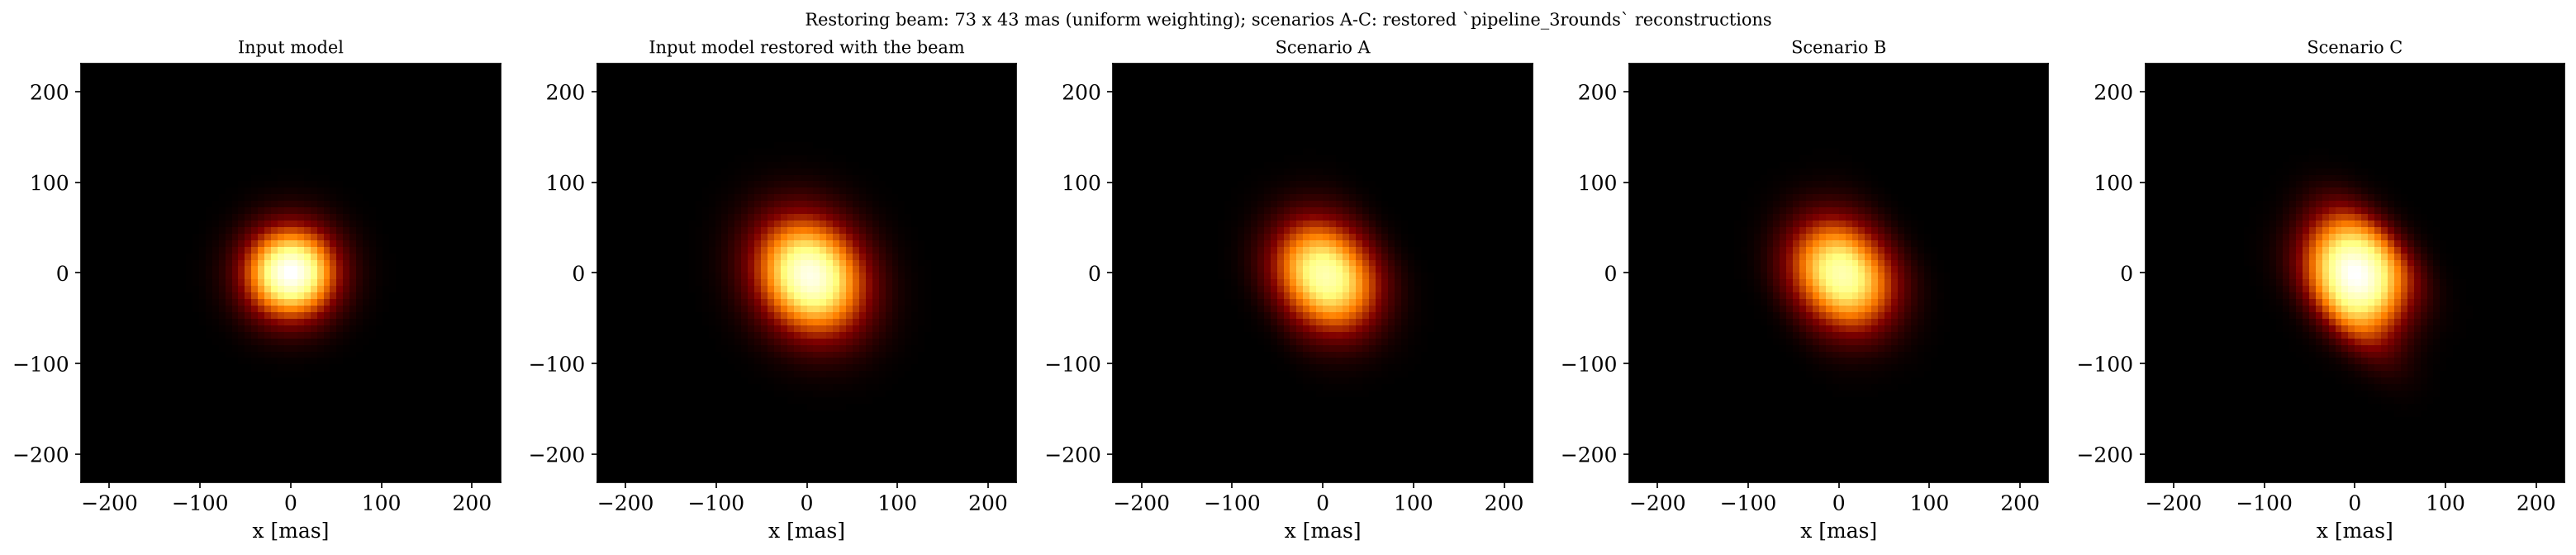 Restoring beam: 73 x 43 mas (uniform weighting); scenarios A-C: restored `pipeline_3rounds` reconstructions
Input model
Input model restored with the beam
Scenario A
Scenario B
Scenario C
200
100
0
−100
−200
200
100
0
−100
−200
200
100
0
−100
−200
200
100
0
−100
−200
200
100
0
−100
−200
−200 −100 0 100 200
−200 −100 0 100 200
−200 −100 0 100 200
−200 −100 0 100 200
−200 −100 0 100 200
x [mas]
x [mas]
x [mas]
x [mas]
x [mas]